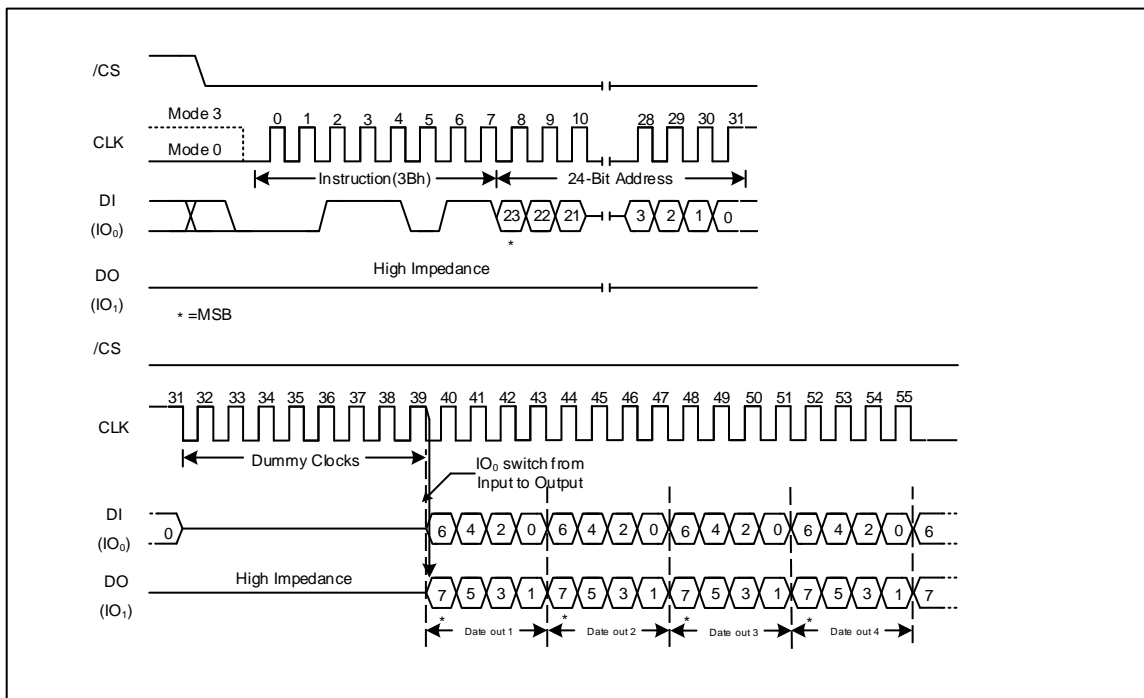 /CS
Mode 3
Mode 0
CLK
0 1 2 3 4 5 6 7 8 9 10 28 29 30 31
Instruction(3Bh) 24-Bit Address
DI
(IO₀)
23 22 21 3 2 1 0
*
High Impedance
DO
(IO₁)
* =MSB
/CS
31 32 33 34 35 36 37 38 39 40 41 42 43 44 45 46 47 48 49 50 51 52 53 54 55
CLK
Dummy Clocks
IO₀ switch from
Input to Output
DI
(IO₀)
0 6 4 2 0 6 4 2 0 6 4 2 0 6 4 2 0 6
DO
(IO₁)
High Impedance
7 5 3 1 7 5 3 1 7 5 3 1 7 5 3 1 7
* * * *
Date out 1 Date out 2 Date out 3 Date out 4